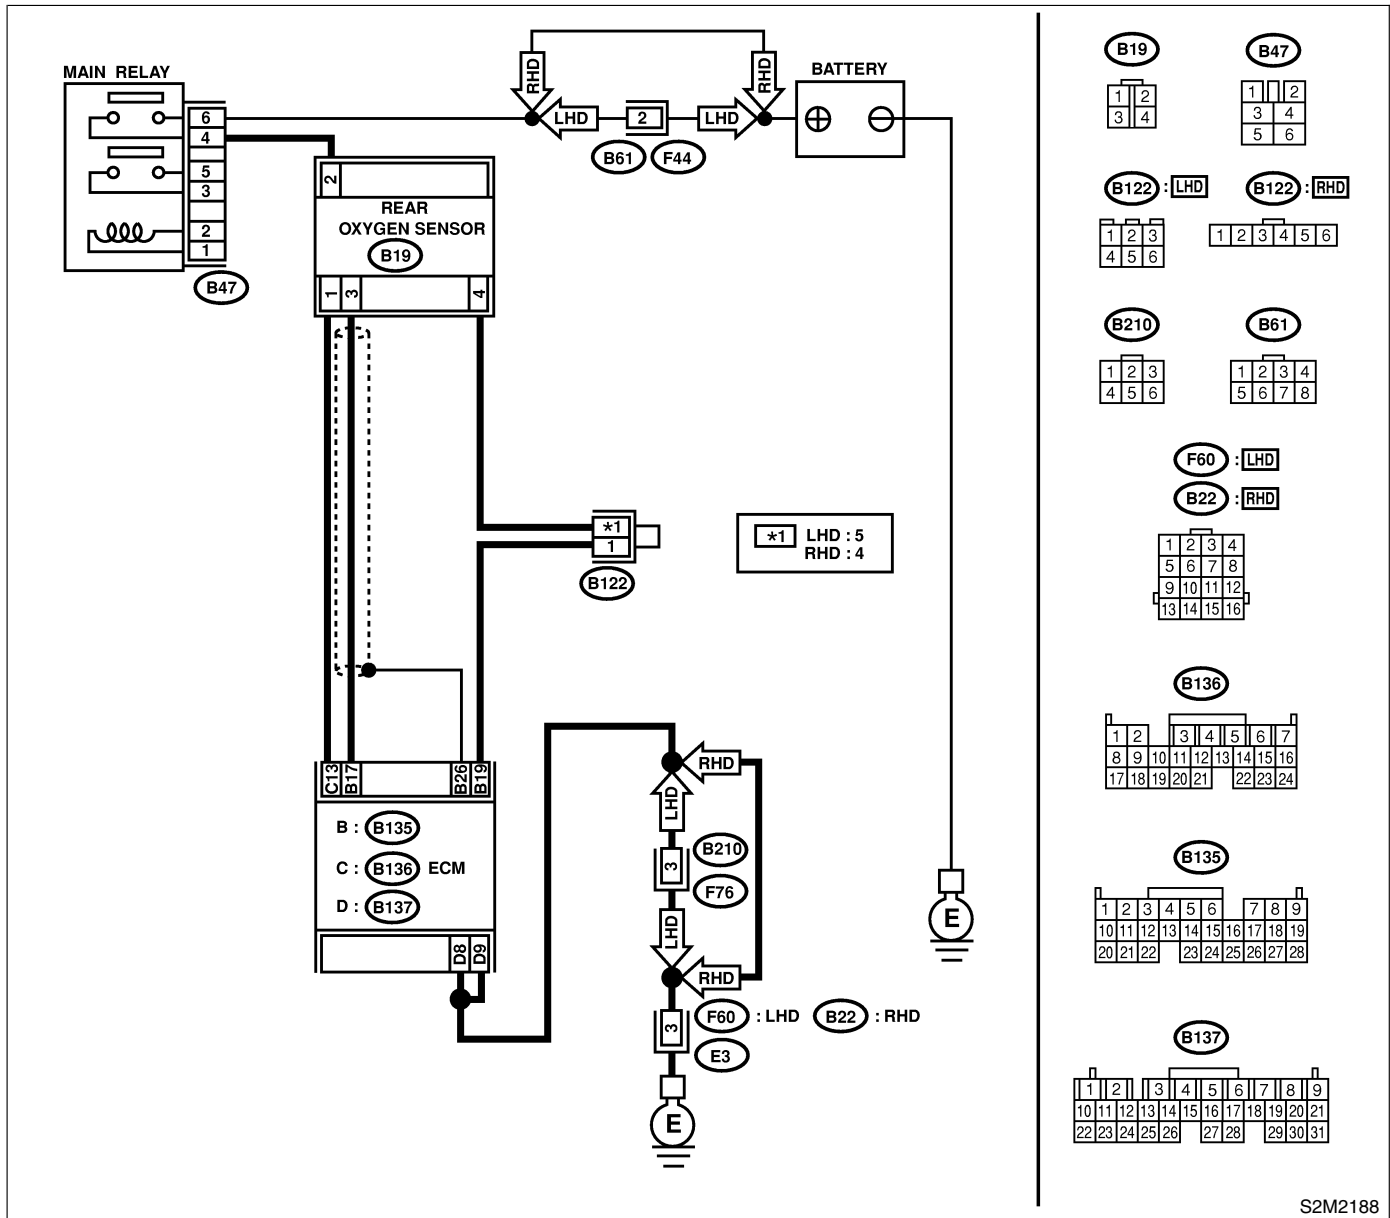 MAIN RELAY
6
4
5
3
2
1
B47
RHD
RHD
LHD
2
LHD
B61
F44
BATTERY
2
REAR
OXYGEN SENSOR
B19
1
3
4
*1
1
B122
*1 LHD : 5
RHD : 4
C13
B17
B26
B19
B : B135
C : B136 ECM
D : B137
D8
D9
RHD
LHD
3
B210
F76
LHD
RHD
3
F60 : LHD B22 : RHD
E3
E
E
B19
1 2
3 4
B47
1 2
3 4
5 6
B122 : LHD
1 2 3
4 5 6
B122 : RHD
1 2 3 4 5 6
B210
1 2 3
4 5 6
B61
1 2 3 4
5 6 7 8
F60 : LHD
B22 : RHD
1 2 3 4
5 6 7 8
9 10 11 12
13 14 15 16
B136
1 2 3 4 5 6 7
8 9 10 11 12 13 14 15 16
17 18 19 20 21 22 23 24
B135
1 2 3 4 5 6 7 8 9
10 11 12 13 14 15 16 17 18 19
20 21 22 23 24 25 26 27 28
B137
1 2 3 4 5 6 7 8 9
10 11 12 13 14 15 16 17 18 19 20 21
22 23 24 25 26 27 28 29 30 31
S2M2188